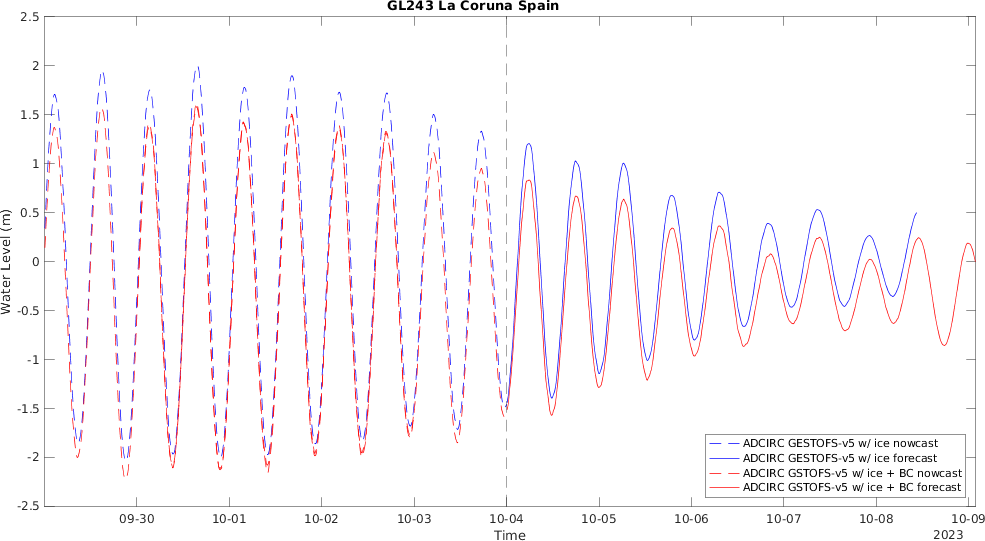 GL243 La Coruna Spain
2.5
2
1.5
1
0.5
0
-0.5
-1
-1.5
-2
-2.5
Water Level (m)
ADCIRC GESTOFS-v5 w/ ice nowcast
ADCIRC GESTOFS-v5 w/ ice forecast
ADCIRC GSTOFS-v5 w/ ice + BC nowcast
ADCIRC GSTOFS-v5 w/ ice + BC forecast
09-30 10-01 10-02 10-03 10-04 10-05 10-06 10-07 10-08 10-09
Time
2023